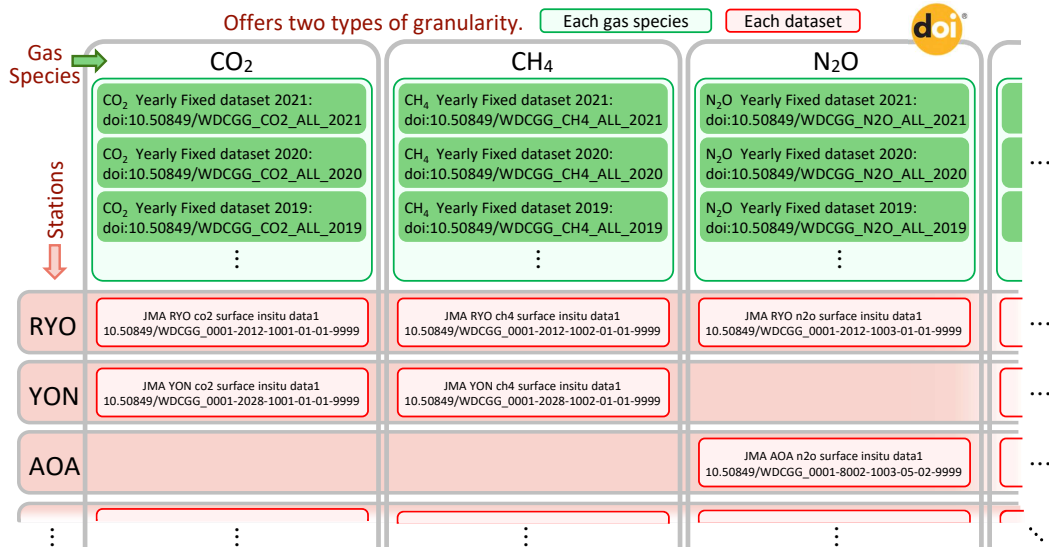 Offers two types of granularity.
Each gas species
Each dataset
doi®
Gas
Species
CO₂
CH₄
N₂O
CO₂ Yearly Fixed dataset 2021:
doi:10.50849/WDCGG_CO2_ALL_2021
CH₄ Yearly Fixed dataset 2021:
doi:10.50849/WDCGG_CH4_ALL_2021
N₂O Yearly Fixed dataset 2021:
doi:10.50849/WDCGG_N2O_ALL_2021
CO₂ Yearly Fixed dataset 2020:
doi:10.50849/WDCGG_CO2_ALL_2020
CH₄ Yearly Fixed dataset 2020:
doi:10.50849/WDCGG_CH4_ALL_2020
N₂O Yearly Fixed dataset 2020:
doi:10.50849/WDCGG_N2O_ALL_2020
...
CO₂ Yearly Fixed dataset 2019:
doi:10.50849/WDCGG_CO2_ALL_2019
CH₄ Yearly Fixed dataset 2019:
doi:10.50849/WDCGG_CH4_ALL_2019
N₂O Yearly Fixed dataset 2019:
doi:10.50849/WDCGG_N2O_ALL_2019
⋮
⋮
⋮
Stations
RYO
JMA RYO co2 surface insitu data1
10.50849/WDCGG_0001-2012-1001-01-01-9999
JMA RYO ch4 surface insitu data1
10.50849/WDCGG_0001-2012-1002-01-01-9999
JMA RYO n2o surface insitu data1
10.50849/WDCGG_0001-2012-1003-01-01-9999
...
YON
JMA YON co2 surface insitu data1
10.50849/WDCGG_0001-2028-1001-01-01-9999
JMA YON ch4 surface insitu data1
10.50849/WDCGG_0001-2028-1002-01-01-9999
...
AOA
JMA AOA n2o surface insitu data1
10.50849/WDCGG_0001-8002-1003-05-02-9999
...
⋮
⋮
⋮
⋮
⋱